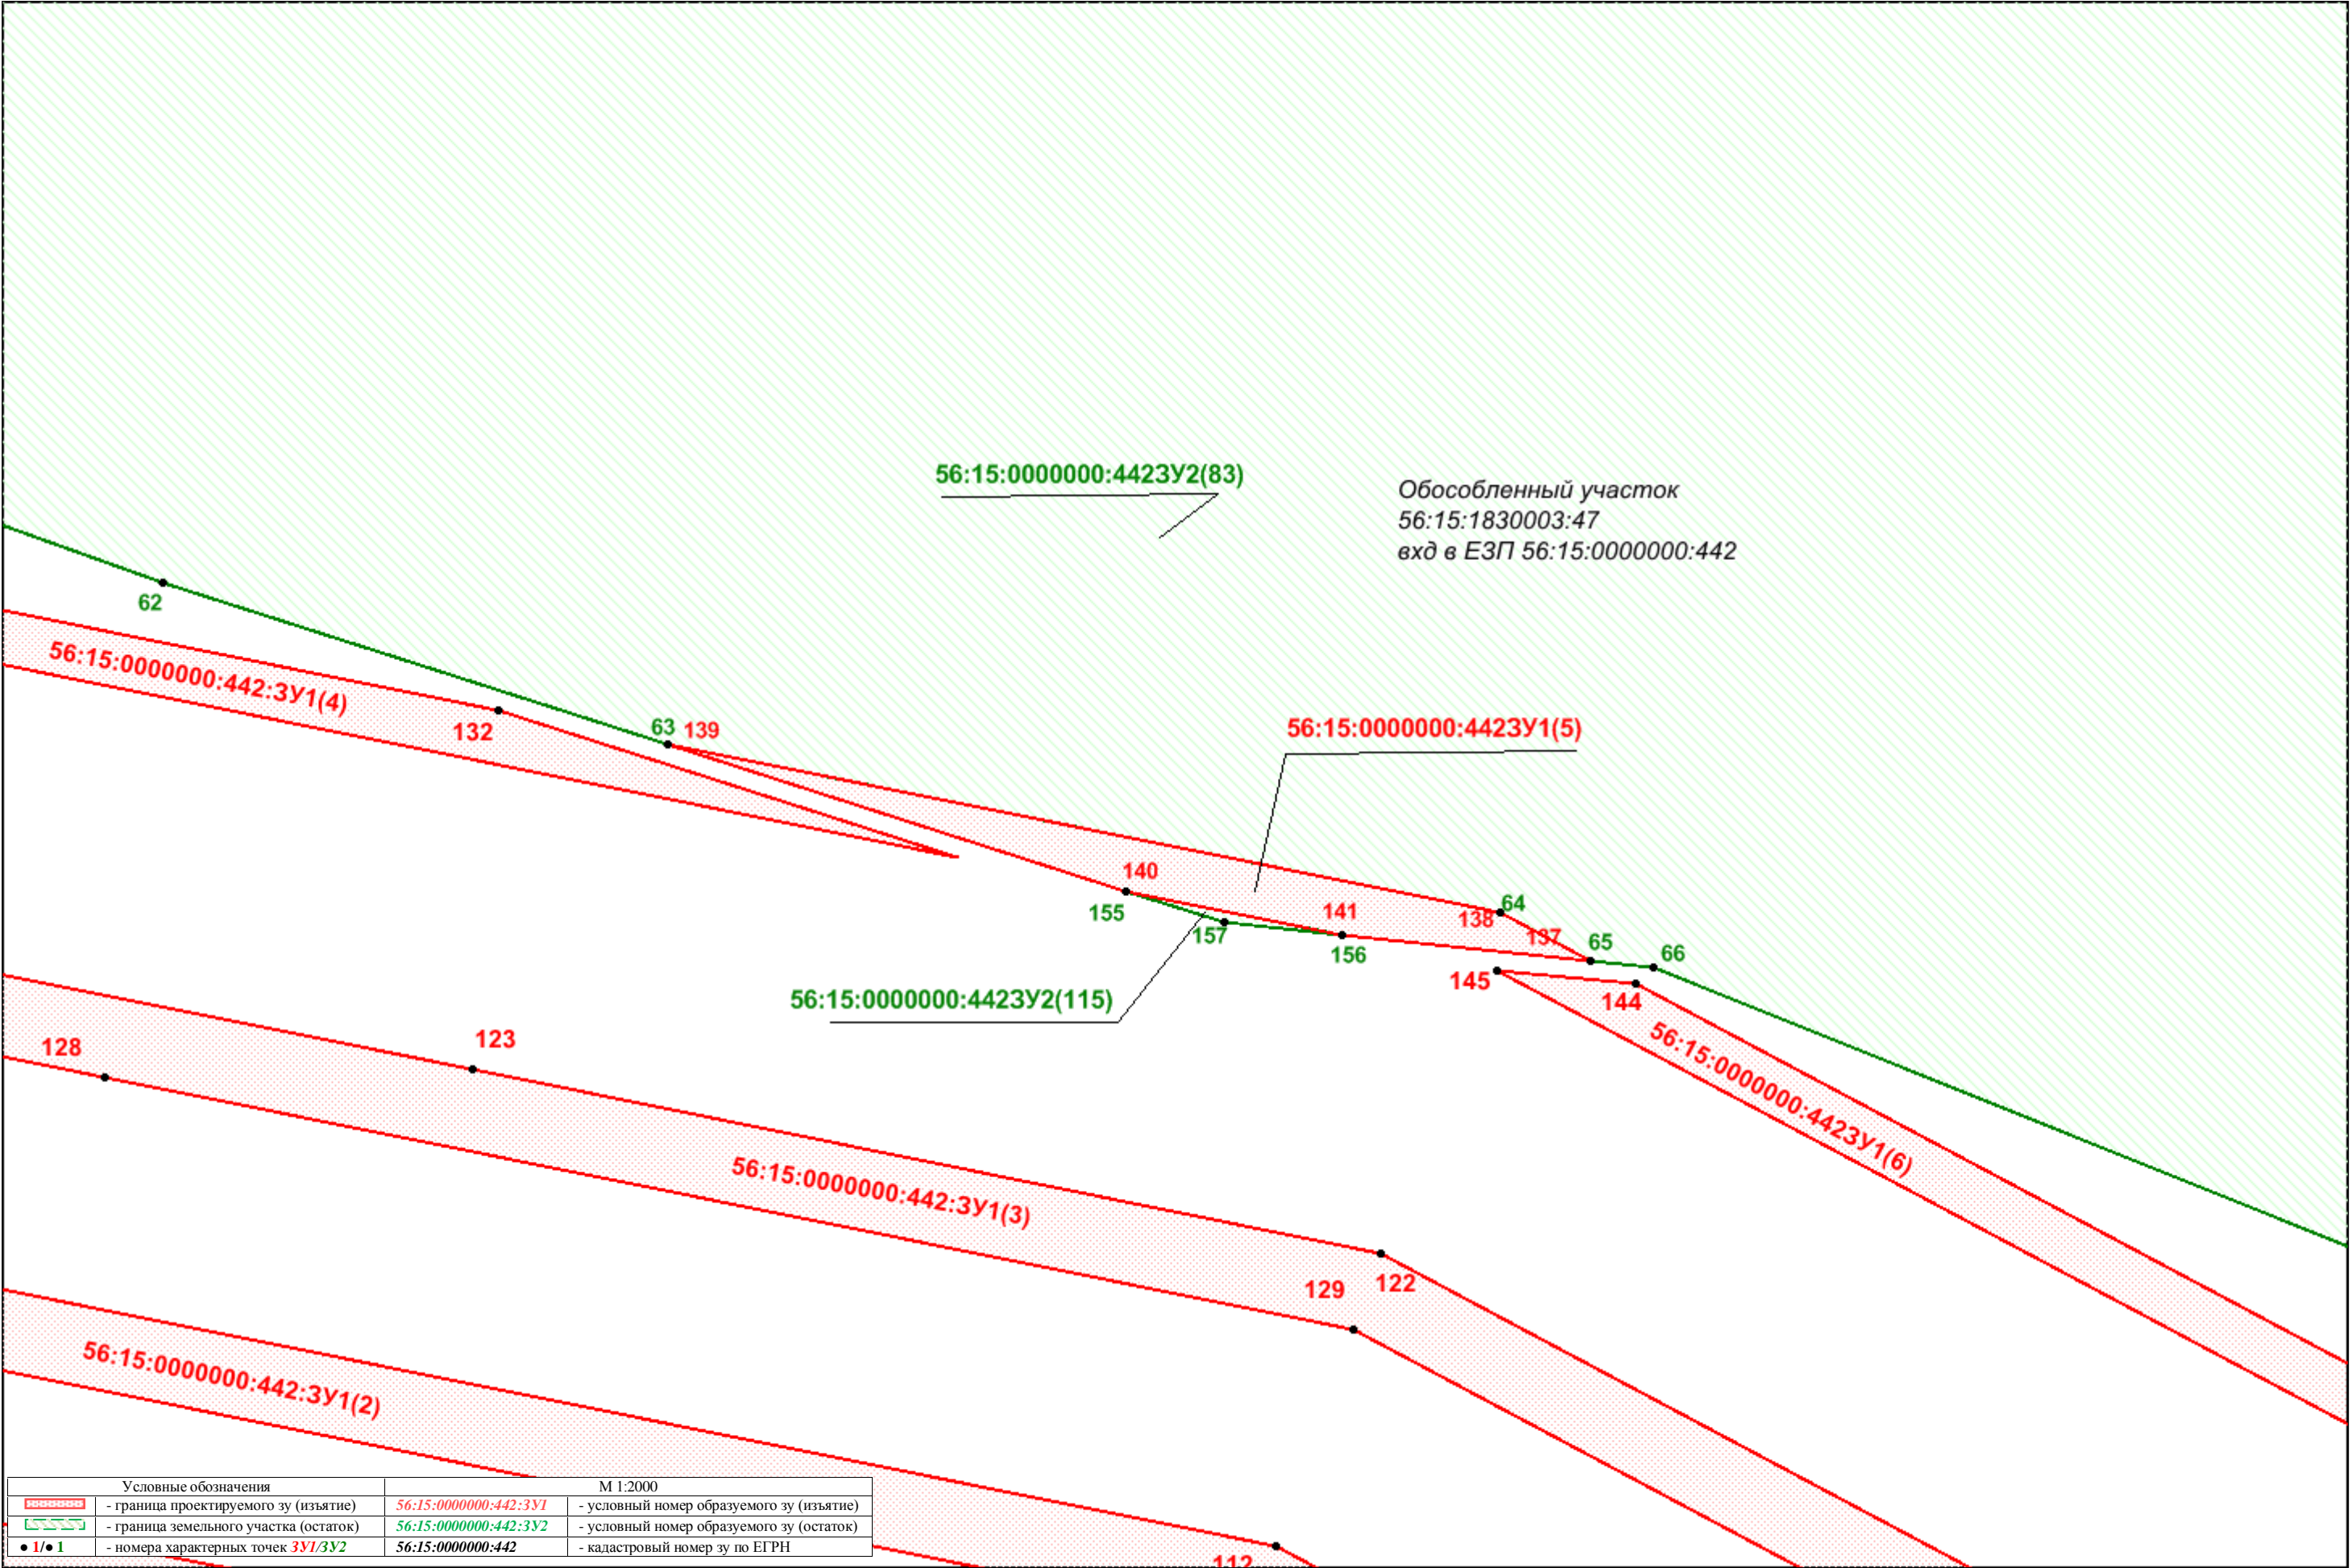 56:15:0000000:442ЗУ2(83)
Обособленный участок
56:15:1830003:47
вхд в ЕЗП 56:15:0000000:442
62
56:15:0000000:442:ЗУ1(4)
132
63
139
56:15:0000000:442ЗУ1(5)
140
155
157
141
156
138
64
137
65
66
145
144
56:15:0000000:442ЗУ2(115)
56:15:0000000:442ЗУ1(6)
128
123
56:15:0000000:442:ЗУ1(3)
129
122
56:15:0000000:442:ЗУ1(2)
112
Условные обозначения
М 1:2000
- граница проектируемого зу (изъятие)
56:15:0000000:442:ЗУ1
- условный номер образуемого зу (изъятие)
- граница земельного участка (остаток)
56:15:0000000:442:ЗУ2
- условный номер образуемого зу (остаток)
● 1/● 1
- номера характерных точек ЗУ1/ЗУ2
56:15:0000000:442
- кадастровый номер зу по ЕГРН